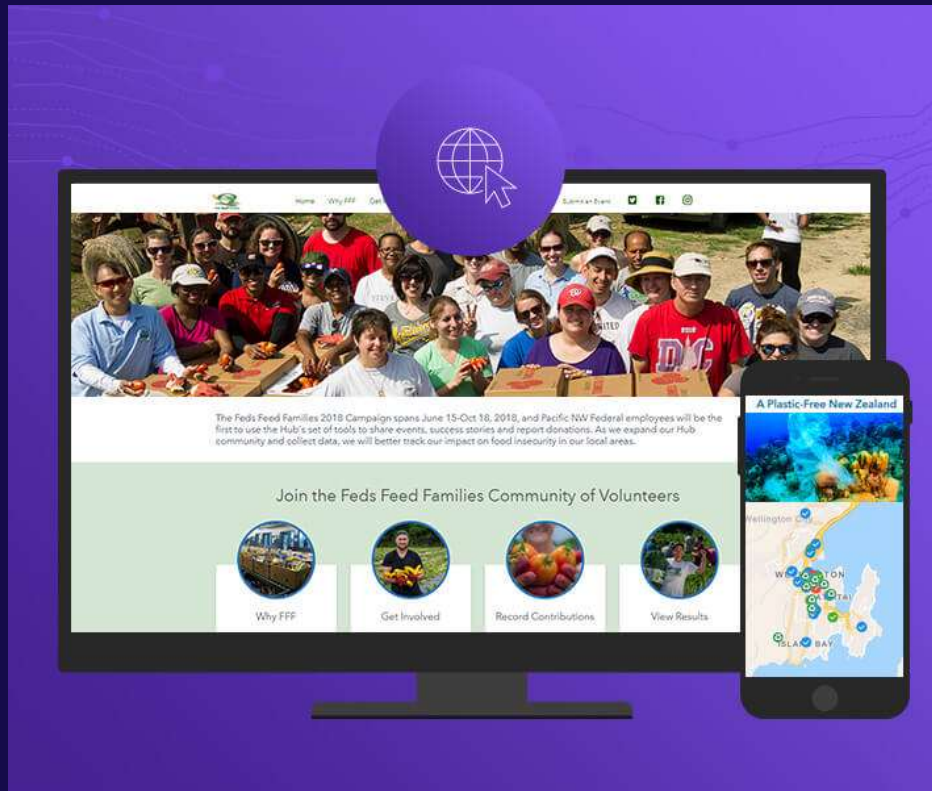 Home Why FFF Get
Submit an Event
The Feds Feed Families 2018 Campaign spans June 15-Oct 18, 2018, and Pacific NW Federal employees will be the
first to use the Hub's set of tools to share events, success stories and report donations. As we expand our Hub
community and collect data, we will better track our impact on food insecurity in our local areas.
Join the Feds Feed Families Community of Volunteers
Why FFF
Get Involved
Record Contributions
View Results
A Plastic-Free New Zealand
Wellington City
ISLAND BAY